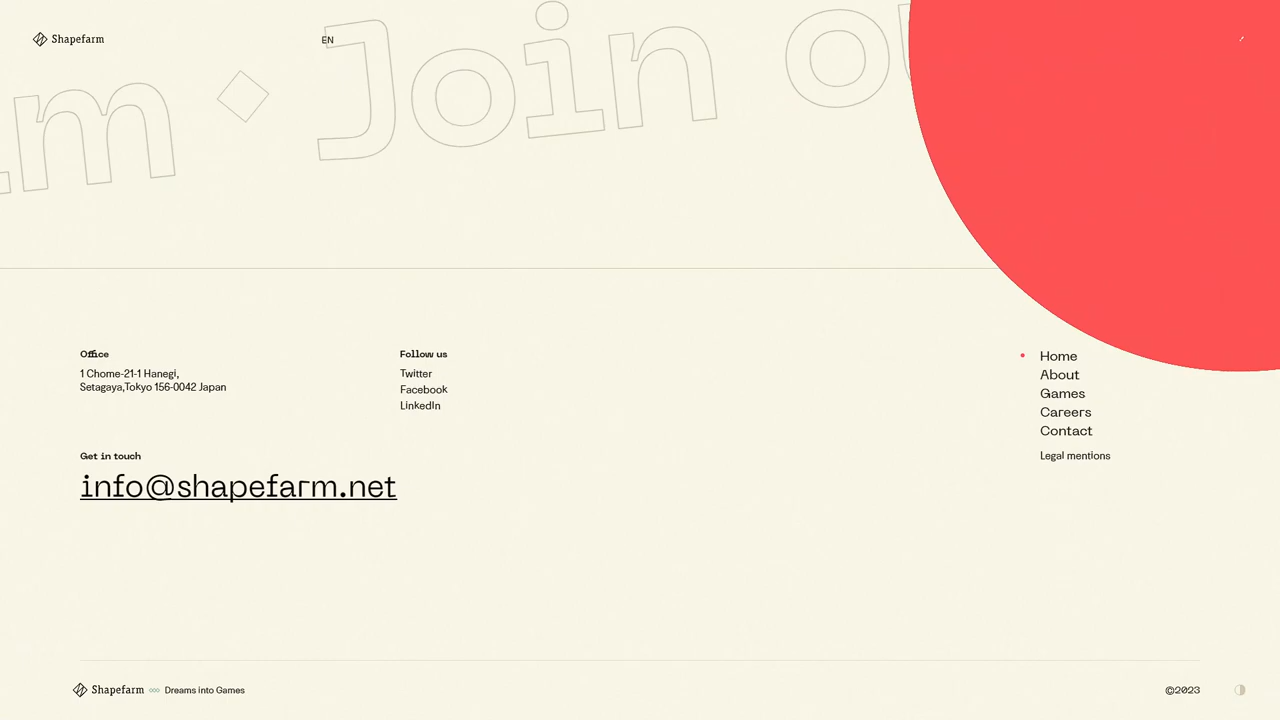 Shapefarm
EN
Join
Office
1 Chome-21-1 Hanegi,
Setagaya,Tokyo 156-0042 Japan
Follow us
Twitter
Facebook
LinkedIn
Home
About
Games
Careers
Contact
Legal mentions
Get in touch
info@shapefarm.net
Shapefarm
Dreams into Games
©2023